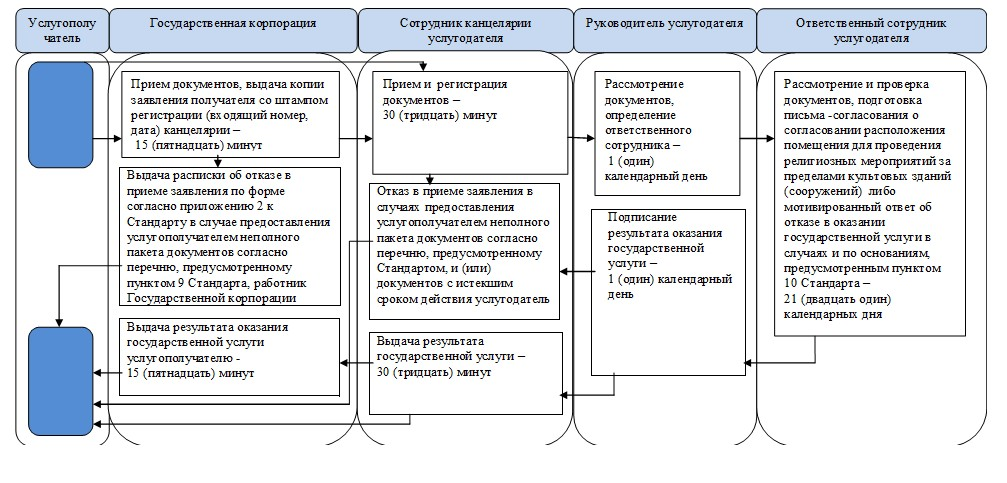 Услугополу
чатель
Государственная корпорация
Сотрудник канцелярии
услугодателя
Руководитель услугодателя
Ответственный сотрудник
услугодателя
Прием документов, выдача копии
заявления получателя со штампом
регистрации (входящий номер,
дата) канцелярии –
15 (пятнадцать) минут
Выдача расписки об отказе в
приеме заявления по форме
согласно приложению 2 к
Стандарту в случае предоставления
услугополучателем неполного
пакета документов согласно
перечню, предусмотренному
пунктом 9 Стандарта, работник
Государственной корпорации
Выдача результата оказания
государственной услуги
услугополучателю -
15 (пятнадцать) минут
Прием и регистрация
документов –
30 (тридцать) минут
Отказ в приеме заявления в
случаях предоставления
услугополучателем неполного
пакета документов согласно
перечню, предусмотренному
Стандартом, и (или)
документов с истекшим
сроком действия услугодатель
Выдача результата
государственной услуги –
30 (тридцать) минут
Рассмотрение
документов,
определение
ответственного
сотрудника –
1 (один)
календарный день
Подписание
результата оказания
государственной
услуги –
1 (один) календарный
день
Рассмотрение и проверка
документов, подготовка
письма -согласования о
согласовании расположения
помещения для проведения
религиозных мероприятий за
пределами культовых зданий
(сооружений) либо
мотивированный ответ об
отказе в оказании
государственной услуги в
случаях и по основаниям,
предусмотренным пунктом
10 Стандарта –
21 (двадцать один)
календарных дня